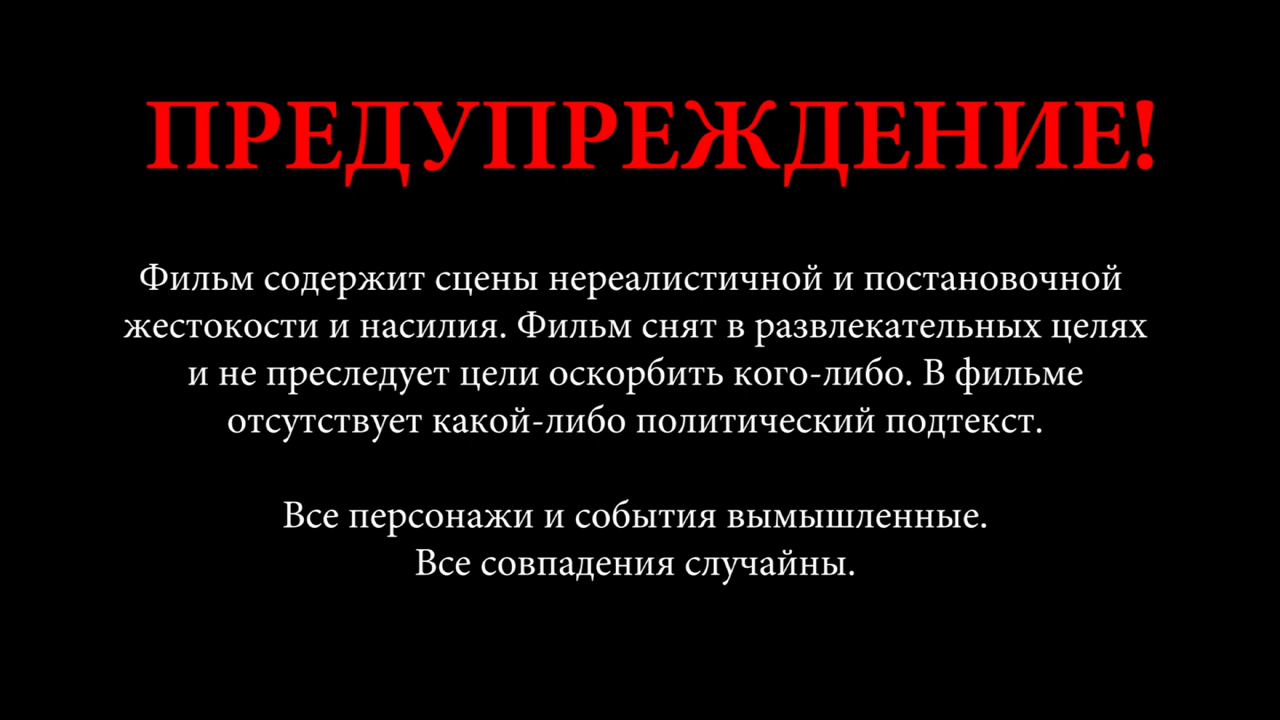 ПРЕДУПРЕЖДЕНИЕ!
Фильм содержит сцены нереалистичной и постановочной
жестокости и насилия. Фильм снят в развлекательных целях
и не преследует цели оскорбить кого-либо. В фильме
отсутствует какой-либо политический подтекст.
Все персонажи и события вымышленные.
Все совпадения случайны.